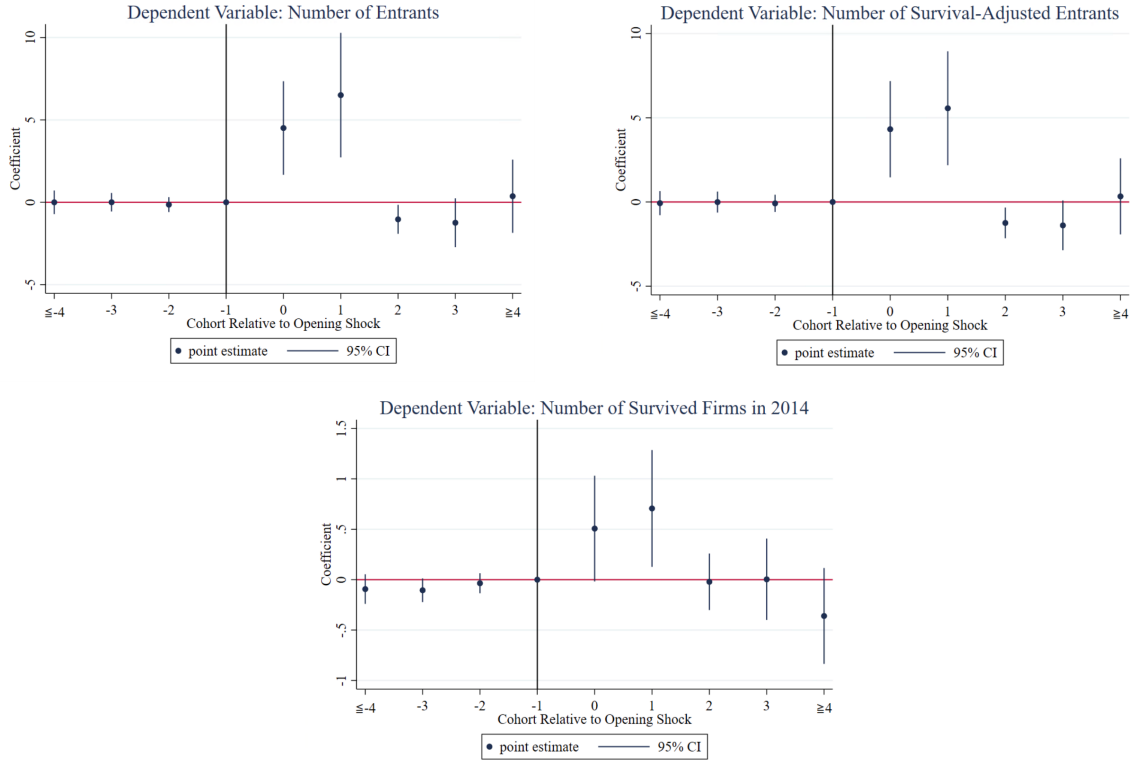 Dependent Variable: Number of Entrants
10
5
0
-5
Coefficient
≦-4 -3 -2 -1 0 1 2 3 ≧4
Cohort Relative to Opening Shock
point estimate 95% CI
Dependent Variable: Number of Survival-Adjusted Entrants
10
5
0
-5
Coefficient
≦-4 -3 -2 -1 0 1 2 3 ≧4
Cohort Relative to Opening Shock
point estimate 95% CI
Dependent Variable: Number of Survived Firms in 2014
1.5
1
.5
0
-.5
-1
Coefficient
≦-4 -3 -2 -1 0 1 2 3 ≧4
Cohort Relative to Opening Shock
point estimate 95% CI